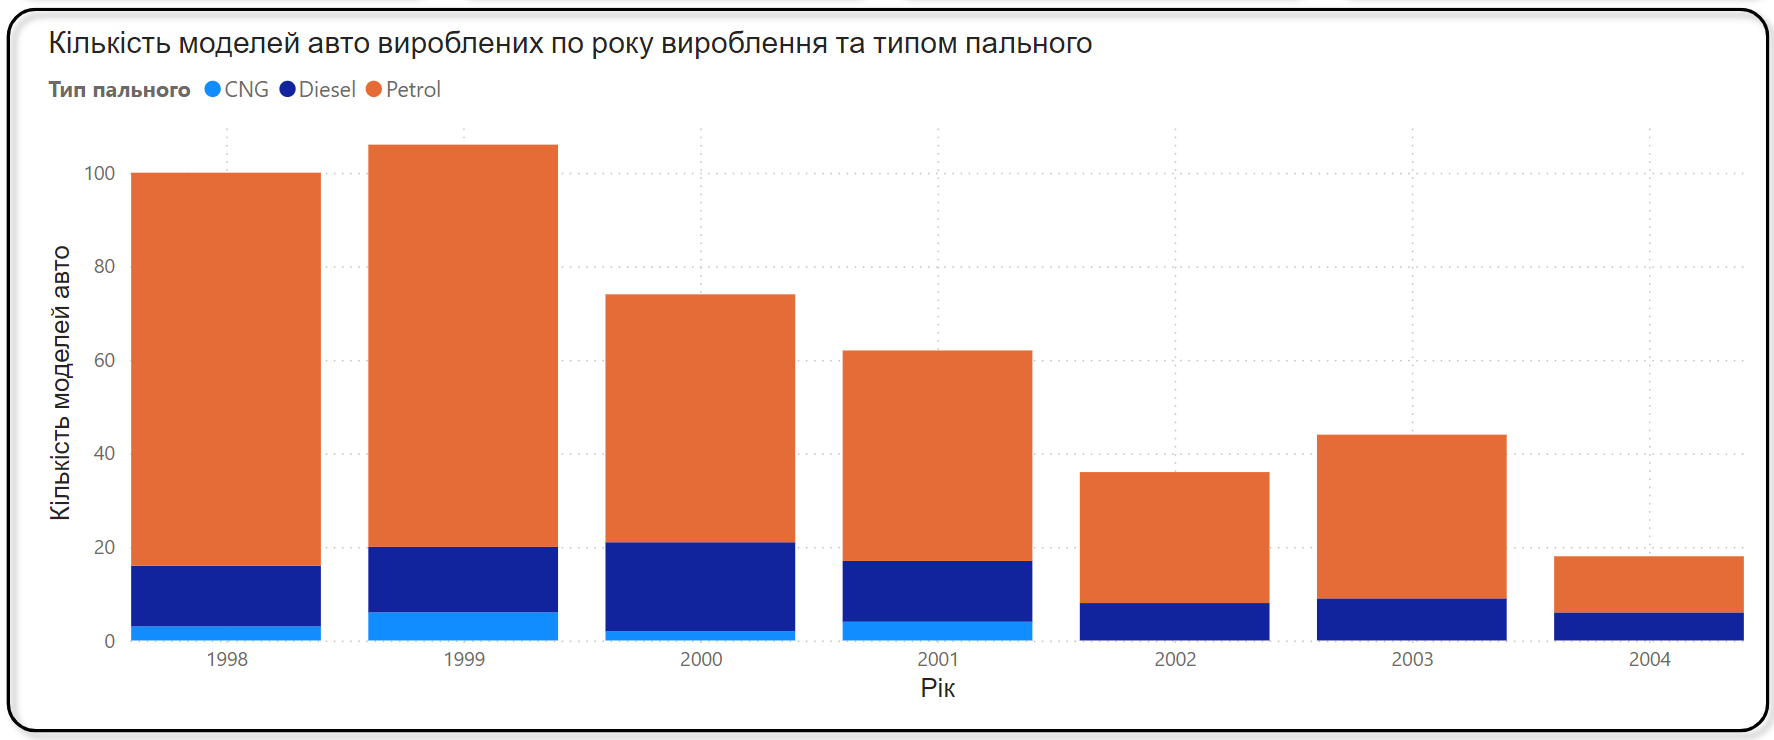 Кількість моделей авто вироблених по року вироблення та типом пального
Тип пального CNG Diesel Petrol
Кількість моделей авто
100
80
60
40
20
0
1998 1999 2000 2001 2002 2003 2004
Рік